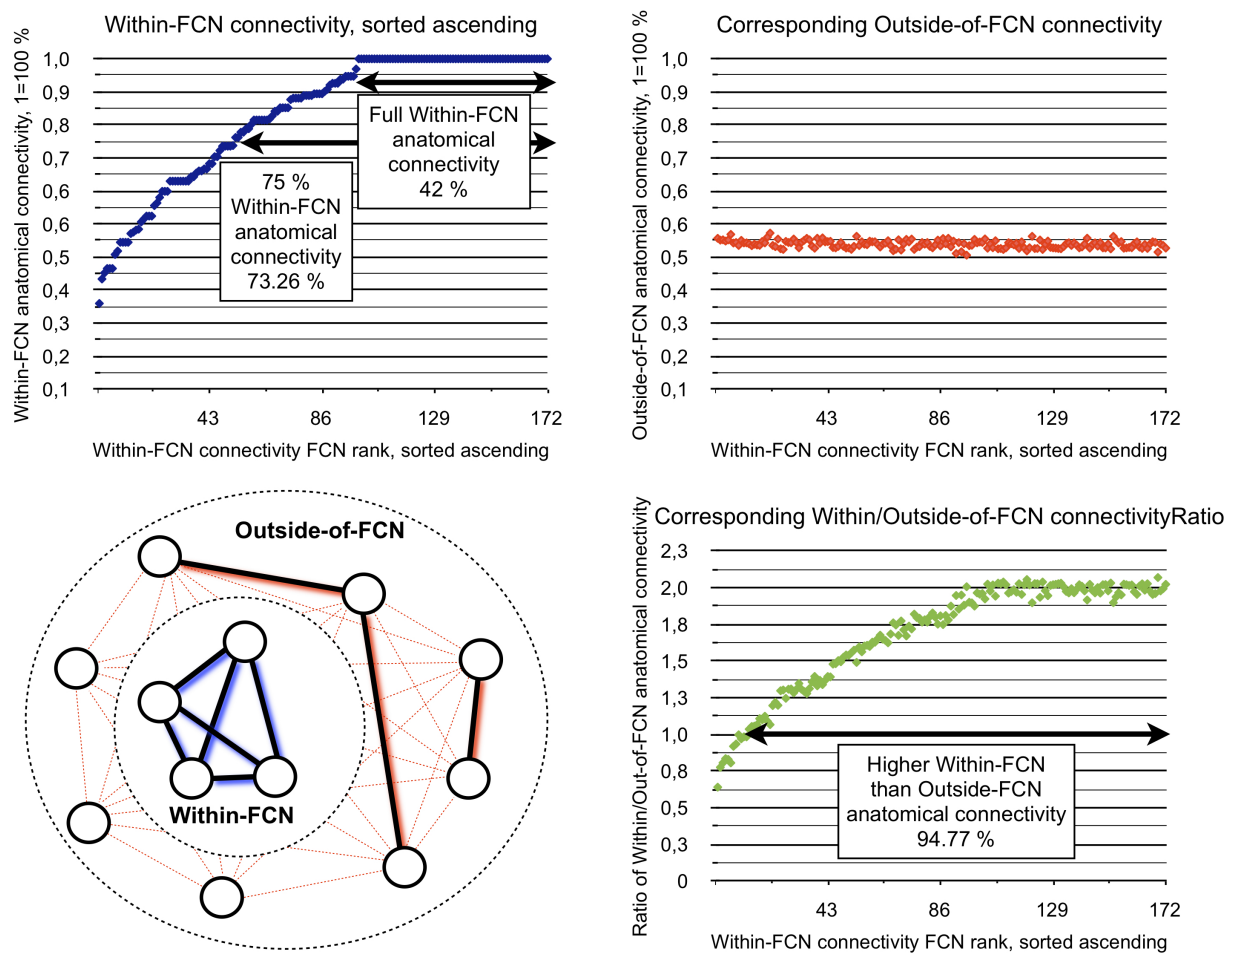 Within-FCN connectivity, sorted ascending
Within-FCN anatomical connectivity, 1=100 %
1,0
0,9
0,8
0,7
0,6
0,6
0,5
0,4
0,3
0,2
0,1
Full Within-FCN
anatomical
connectivity
42 %
75 %
Within-FCN
anatomical
connectivity
73.26 %
43
86
129
172
Within-FCN connectivity FCN rank, sorted ascending
Corresponding Outside-of-FCN connectivity
Outside-of-FCN anatomical connectivity, 1=100 %
1,0
0,9
0,8
0,7
0,6
0,6
0,5
0,4
0,3
0,2
0,1
43
86
129
172
Within-FCN connectivity FCN rank, sorted ascending
Outside-of-FCN
Within-FCN
Corresponding Within/Outside-of-FCN connectivityRatio
Ratio of Within/Out-of-FCN anatomical connectivity
2,3
2,0
1,8
1,5
1,3
1,0
0,8
0,5
0,3
0
Higher Within-FCN
than Outside-FCN
anatomical connectivity
94.77 %
43
86
129
172
Within-FCN connectivity FCN rank, sorted ascending